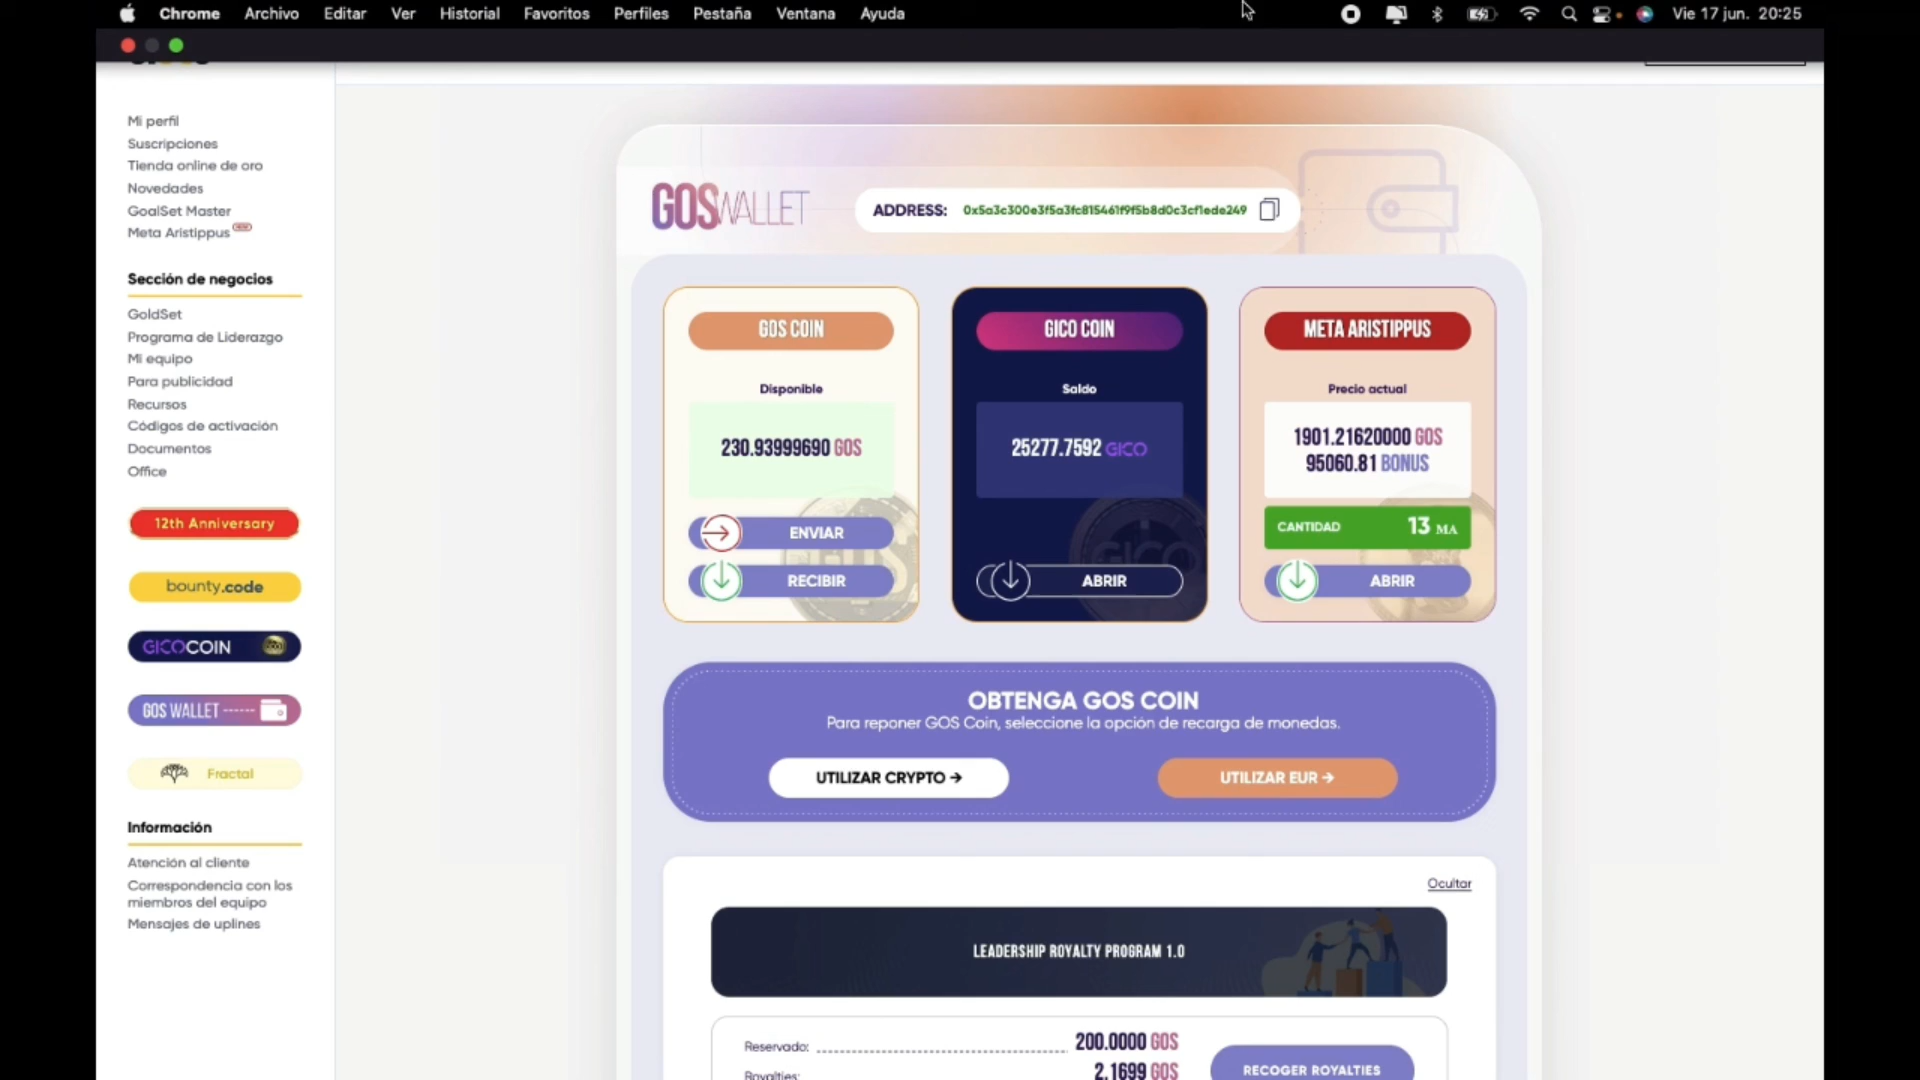 Chrome Archivo Editar Ver Historial Favoritos Perfiles Pestaña Ventana Ayuda
Vie 17 jun. 20:25
Mi perfil
Suscripciones
Tienda online de oro
Novedades
GoalSet Master
Meta Aristippus
Sección de negocios
GoldSet
Programa de Liderazgo
Mi equipo
Para publicidad
Recursos
Códigos de activación
Documentos
Office
12th Anniversary
bounty.code
GICOCOIN
GOS WALLET
Fractal
Información
Atención al cliente
Correspondencia con los
miembros del equipo
Mensajes de uplines
GOSWALLET
ADDRESS: 0x5a3c300e3f5a3fc815461f9f5b8d0c3cf1ede249
GOS COIN
Disponible
230.93999690 GOS
ENVIAR
RECIBIR
GICO COIN
Saldo
25277.7592 GICO
ABRIR
META ARISTIPPUS
Precio actual
1901.21620000 GOS
95060.81 BONUS
CANTIDAD 13 MA
ABRIR
OBTENGA GOS COIN
Para reponer GOS Coin, seleccione la opción de recarga de monedas.
UTILIZAR CRYPTO →
UTILIZAR EUR →
Ocultar
LEADERSHIP ROYALTY PROGRAM 1.0
Reservado: 200.0000 GOS
Royalties: 2.1699 GOS
RECOGER ROYALTIES